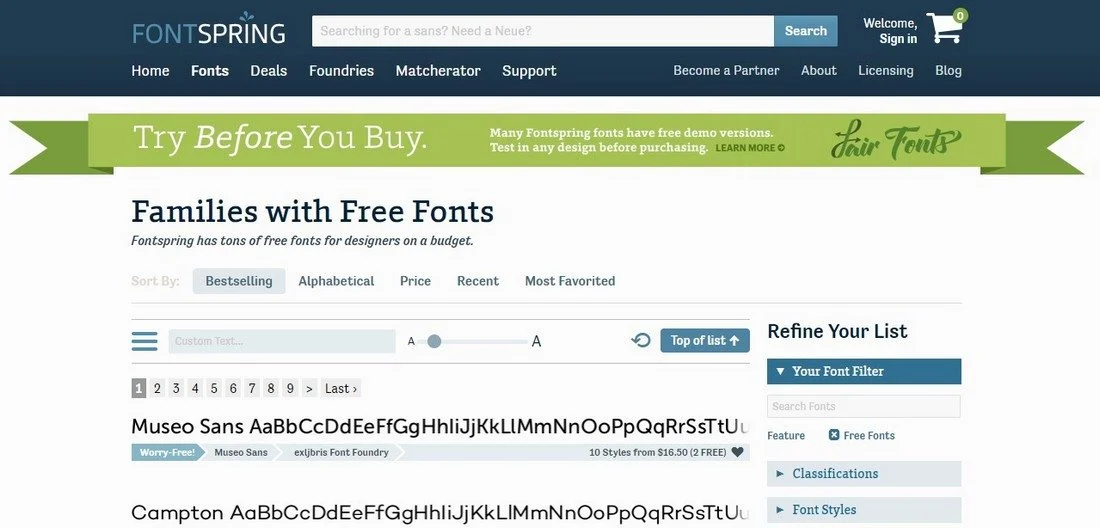 FONTSPRING
Searching for a sans? Need a Neue?
Search
Welcome,
Sign in
0
Home Fonts Deals Foundries Matcherator Support
Become a Partner About Licensing Blog
Try Before You Buy.
Many Fontspring fonts have free demo versions.
Test in any design before purchasing. LEARN MORE
Fair Fonts
Families with Free Fonts
Fontspring has tons of free fonts for designers on a budget.
Sort By: Bestselling Alphabetical Price Recent Most Favorited
Custom Text...
A A
Top of list
1 2 3 4 5 6 7 8 9 > Last ›
Museo Sans AaBbCcDdEeFfGgHhIiJjKkLlMmNnOoPpQqRrSsTtUu
Worry-Free! Museo Sans exljbris Font Foundry 10 Styles from $16.50 (2 FREE)
Campton AaBbCcDdEeFfGgHhIiJjKkLlMmNnOoPpQqRrSsTtUu
Refine Your List
Your Font Filter
Search Fonts
Feature Free Fonts
Classifications
Font Styles